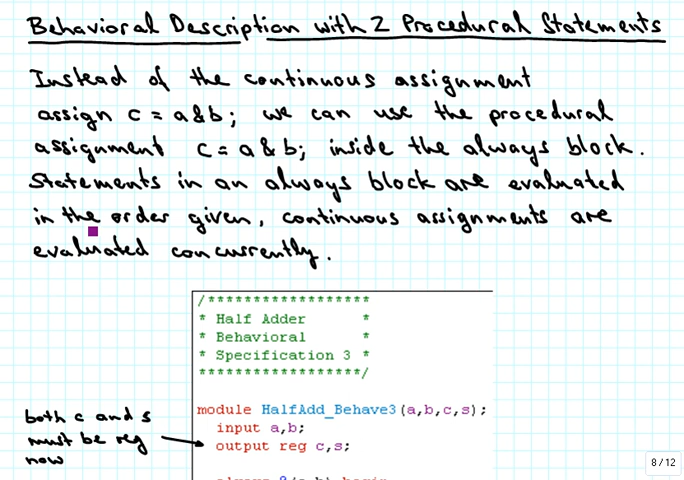 Behavioral Description with 2 Procedural Statements
Instead of the continuous assignment
assign c = a&b; we can use the procedural
assignment c = a & b; inside the always block.
Statements in an always block are evaluated
in the order given, continuous assignments are
evaluated concurrently.
/******************
* Half Adder *
* Behavioral *
* Specification 3 *
******************/
module HalfAdd_Behave3(a,b,c,s);
input a,b;
output reg c,s;
both c and s
must be reg
now
8/12